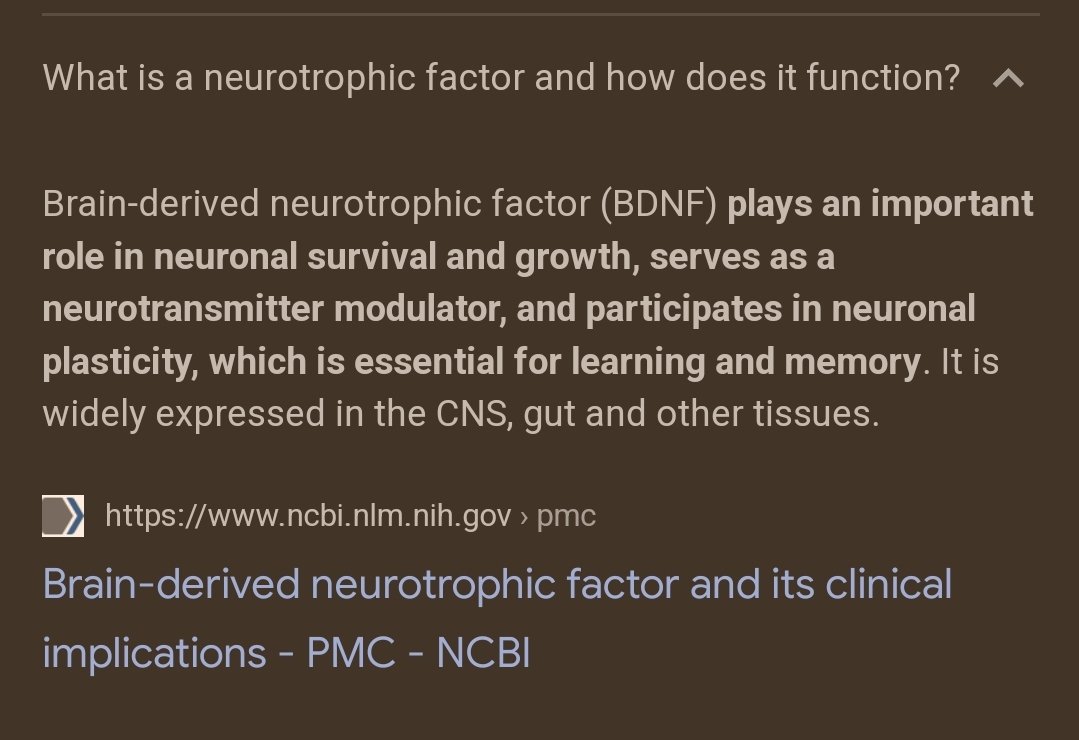 What is a neurotrophic factor and how does it function?
Brain-derived neurotrophic factor (BDNF) plays an important
role in neuronal survival and growth, serves as a
neurotransmitter modulator, and participates in neuronal
plasticity, which is essential for learning and memory. It is
widely expressed in the CNS, gut and other tissues.
https://www.ncbi.nlm.nih.gov › pmc
Brain-derived neurotrophic factor and its clinical
implications - PMC - NCBI